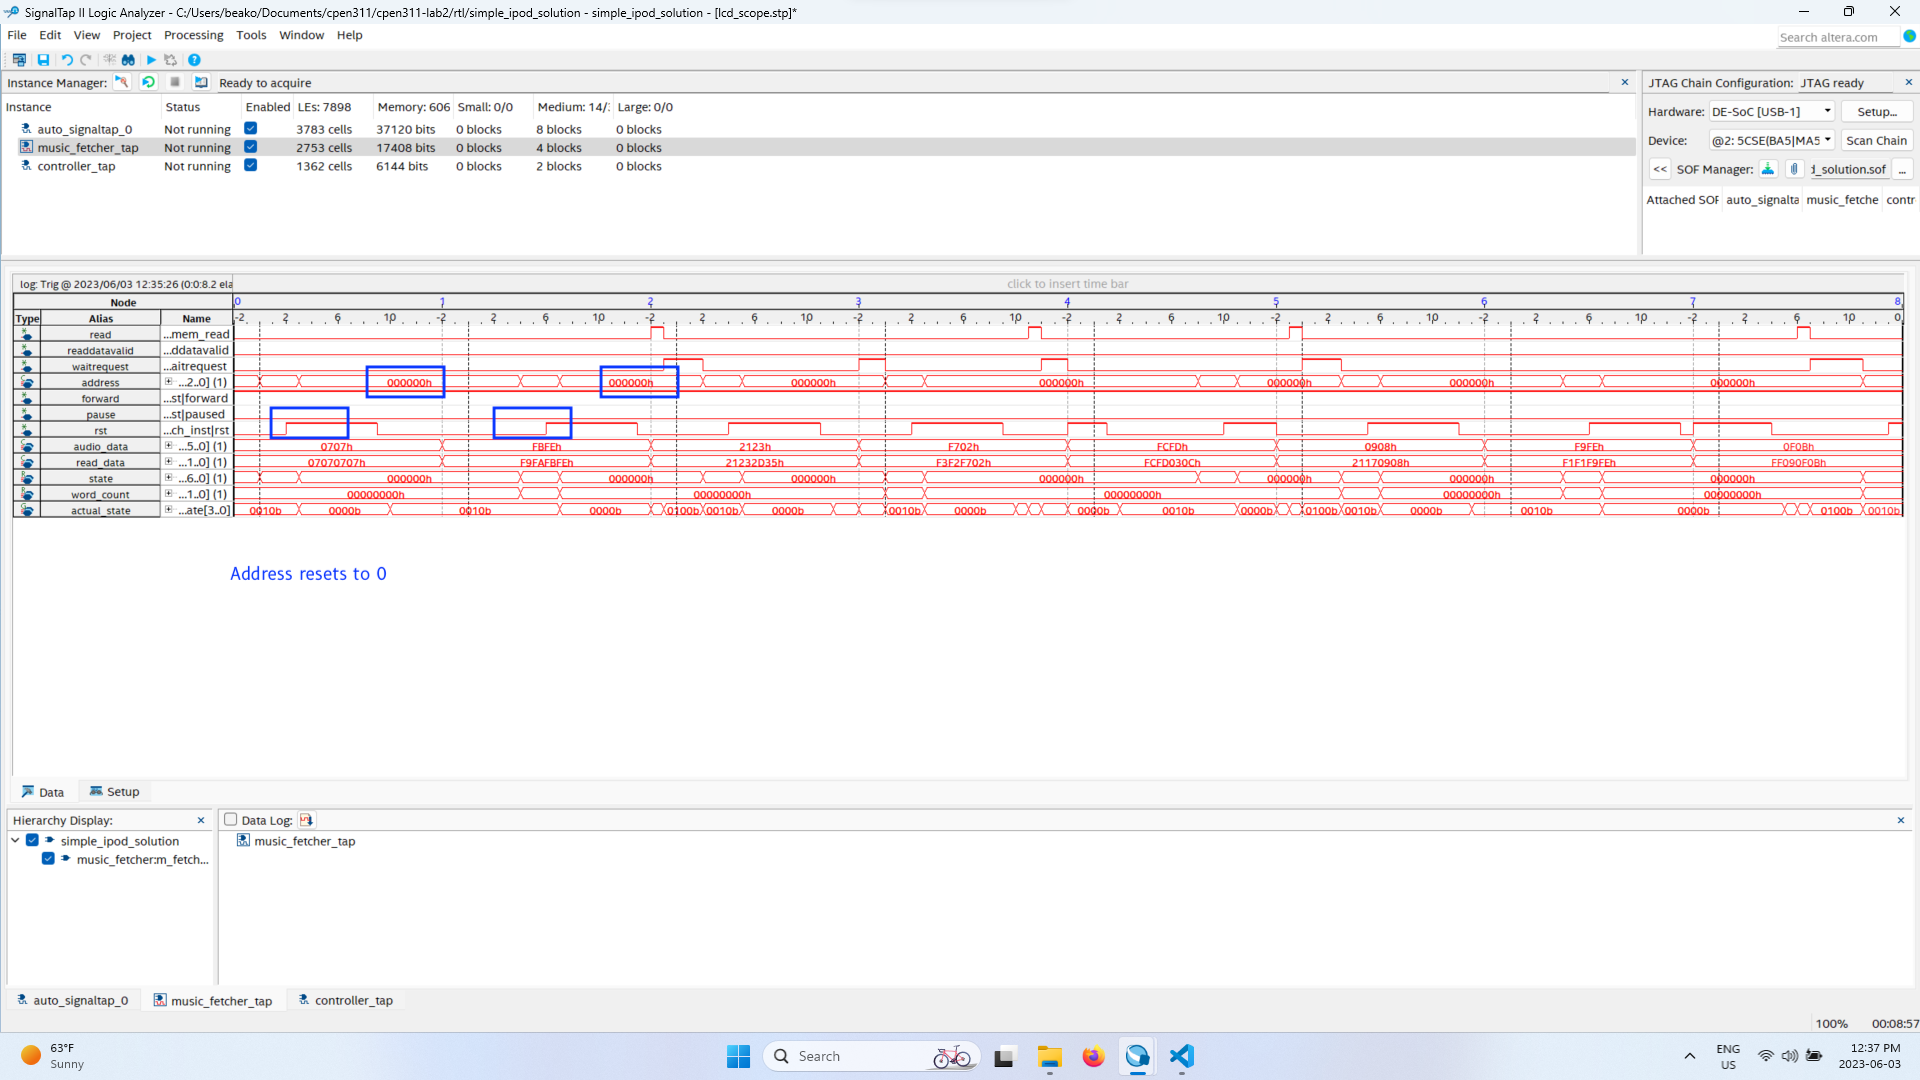 SignalTap II Logic Analyzer - C:/Users/beako/Documents/cpen311/cpen311-lab2/rtl/simple_ipod_solution - simple_ipod_solution - [lcd_scope.stp]*
File Edit View Project Processing Tools Window Help
Search altera.com
Instance Manager: Ready to acquire
JTAG Chain Configuration: JTAG ready
Instance Status Enabled LEs: 7898 Memory: 606 Small: 0/0 Medium: 14/ Large: 0/0
auto_signaltap_0 Not running 3783 cells 37120 bits 0 blocks 8 blocks 0 blocks
music_fetcher_tap Not running 2753 cells 17408 bits 0 blocks 4 blocks 0 blocks
controller_tap Not running 1362 cells 6144 bits 0 blocks 2 blocks 0 blocks
Hardware: DE-SoC [USB-1] Setup...
Device: @2: 5CSE(BA5|MA5 Scan Chain
<< SOF Manager: d_solution.sof ...
Attached SOF auto_signalta music_fetche contr
log: Trig @ 2023/06/03 12:35:26 (0:0:8.2 ela
click to insert time bar
Node 0 1 2 3 4 5 6 7 8
Type Alias Name -2 2 6 10 -2 2 6 10 -2 2 6 10 -2 2 6 10 -2 2 6 10 -2 2 6 10 -2 2 6 10 -2 2 6 10 0
read ...mem_read
readdatavalid ...ddatavalid
waitrequest ...aitrequest
address ...2..0] (1) 000000h 000000h 000000h 000000h 000000h 000000h 000000h
forward ...st|forward
pause ...st|paused
rst ...ch_inst|rst
audio_data ...5..0] (1) 0707h FBFEh 2123h F702h FCFDh 0908h F9FEh 0F0Bh
read_data ...1..0] (1) 07070707h F9FAFBFEh 21232D35h F3F2F702h FCFD030Ch 21170908h F1F1F9FEh FF090F0Bh
state ...6..0] (1) 000000h 000000h 000000h 000000h 000000h 000000h 000000h
word_count ...1..0] (1) 00000000h 00000000h 00000000h 00000000h 00000000h
actual_state ...ate[3..0] 0010b 0000b 0010b 0000b 0100b 0010b 0000b 0010b 0000b 0000b 0010b 0000b 0100b 0010b 0000b 0010b 0000b 0100b 0010b
Address resets to 0
Data Setup
Hierarchy Display:
simple_ipod_solution
music_fetcher:m_fetch...
Data Log:
music_fetcher_tap
auto_signaltap_0 music_fetcher_tap controller_tap
100% 00:08:57
63°F
Sunny
Search
ENG
US
12:37 PM
2023-06-03